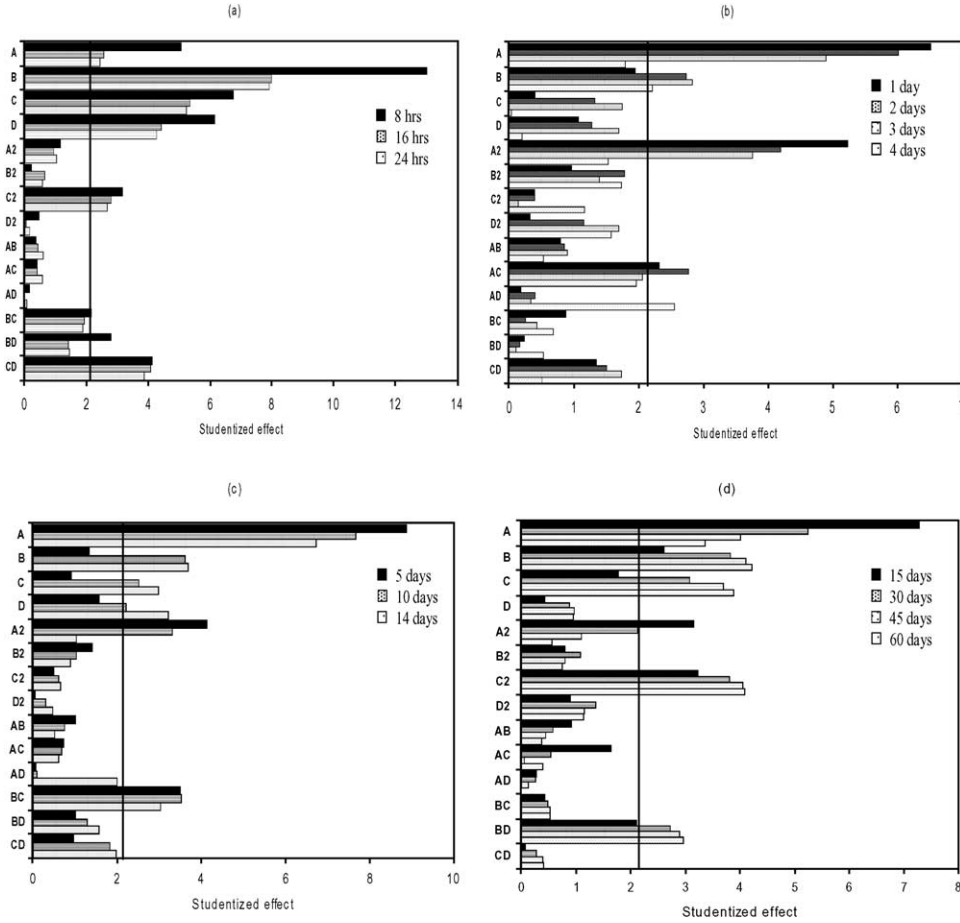 (a)
A
B
C
D
A2
B2
C2
D2
AB
AC
AD
BC
BD
CD
8 hrs
16 hrs
24 hrs
0 2 4 6 8 10 12 14
Studentized effect
(b)
A
B
C
D
A2
B2
C2
D2
AB
AC
AD
BC
BD
CD
1 day
2 days
3 days
4 days
0 1 2 3 4 5 6 7
Studentized effect
(c)
A
B
C
D
A2
B2
C2
D2
AB
AC
AD
BC
BD
CD
5 days
10 days
14 days
0 2 4 6 8 10
Studentized effect
(d)
A
B
C
D
A2
B2
C2
D2
AB
AC
AD
BC
BD
CD
15 days
30 days
45 days
60 days
0 1 2 3 4 5 6 7 8
Studentized effect